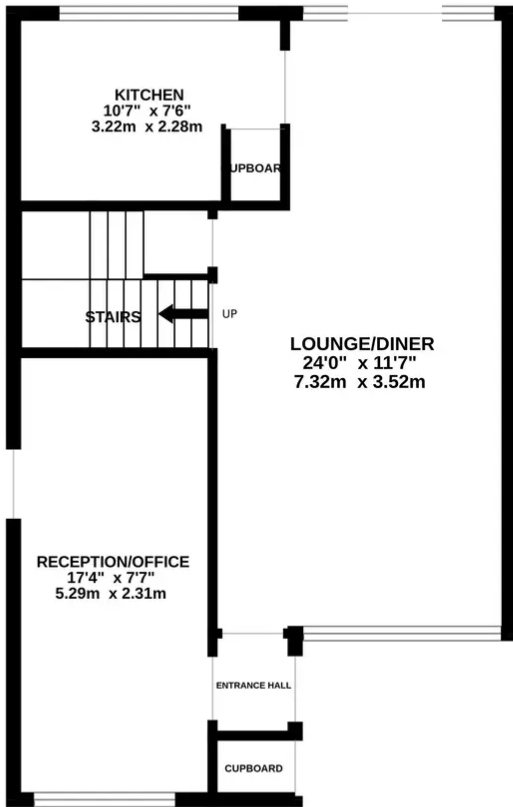 KITCHEN
10'7" x 7'6"
3.22m x 2.28m
UPBOAR
STAIRS
UP
LOUNGE/DINER
24'0" x 11'7"
7.32m x 3.52m
RECEPTION/OFFICE
17'4" x 7'7"
5.29m x 2.31m
ENTRANCE HALL
CUPBOARD